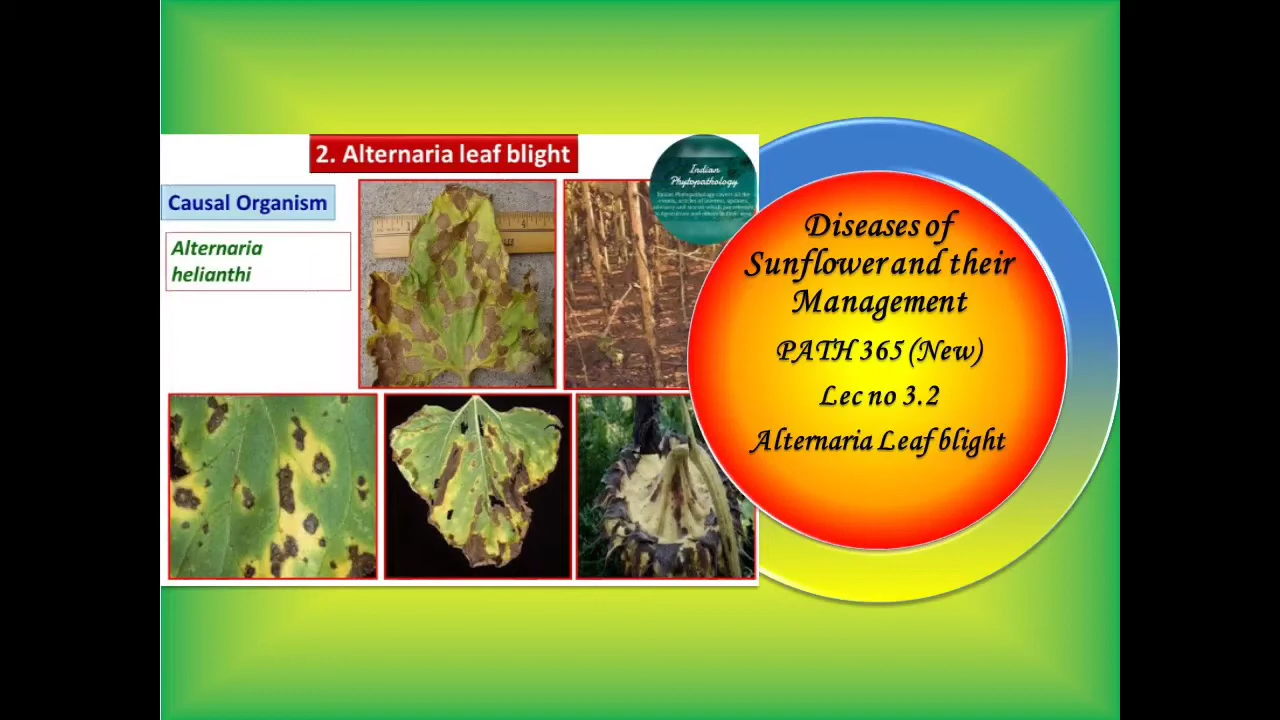 2. Alternaria leaf blight
Indian
Phytopathology
Causal Organism
Alternaria
helianthi
Diseases of
Sunflower and their
Management
PATH 365 (New)
Lec no 3.2
Alternaria Leaf blight